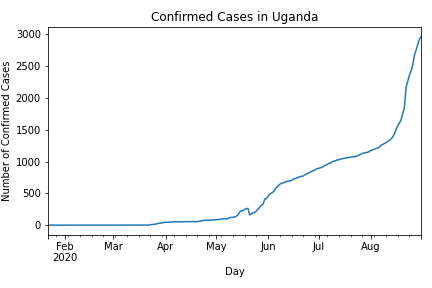 Confirmed Cases in Uganda
Number of Confirmed Cases
3000
2500
2000
1500
1000
500
0
Feb Mar Apr May Jun Jul Aug
2020
Day